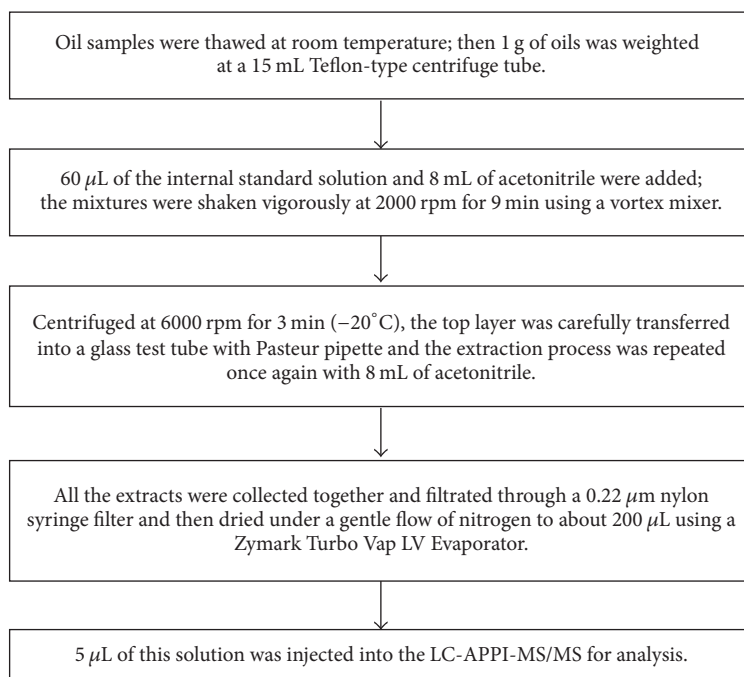 Oil samples were thawed at room temperature; then 1 g of oils was weighted
at a 15 mL Teflon-type centrifuge tube.
60 μL of the internal standard solution and 8 mL of acetonitrile were added;
the mixtures were shaken vigorously at 2000 rpm for 9 min using a vortex mixer.
Centrifuged at 6000 rpm for 3 min (−20°C), the top layer was carefully transferred
into a glass test tube with Pasteur pipette and the extraction process was repeated
once again with 8 mL of acetonitrile.
All the extracts were collected together and filtrated through a 0.22 μm nylon
syringe filter and then dried under a gentle flow of nitrogen to about 200 μL using a
Zymark Turbo Vap LV Evaporator.
5 μL of this solution was injected into the LC-APPI-MS/MS for analysis.